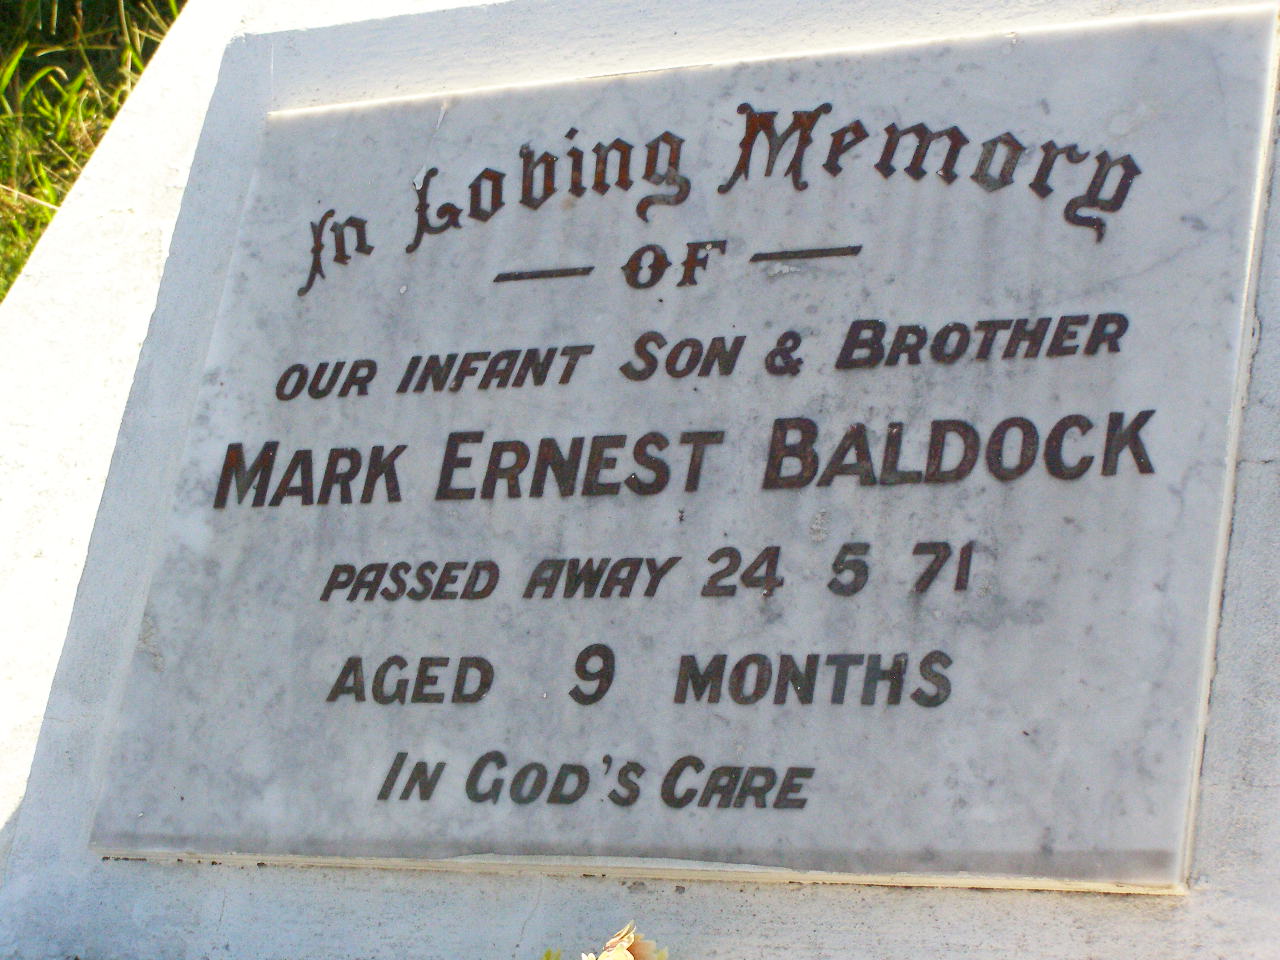 In Loving Memory
— OF —
OUR INFANT SON & BROTHER
MARK ERNEST BALDOCK
PASSED AWAY 24 5 71
AGED 9 MONTHS
IN GOD'S CARE